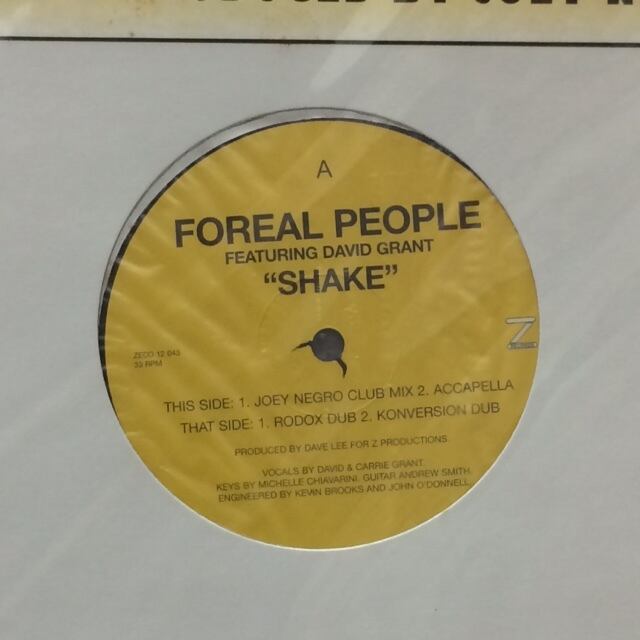 A
FOREAL PEOPLE
FEATURING DAVID GRANT
“SHAKE”
Z
ZEDD 12 043
33 RPM
THIS SIDE: 1. JOEY NEGRO CLUB MIX 2. ACCAPELLA
THAT SIDE: 1. RODOX DUB 2. KONVERSION DUB
PRODUCED BY DAVE LEE FOR Z PRODUCTIONS.
VOCALS BY DAVID & CARRIE GRANT.
KEYS BY MICHELLE CHIAVARINI. GUITAR ANDREW SMITH.
ENGINEERED BY KEVIN BROOKS AND JOHN O'DONNELL.